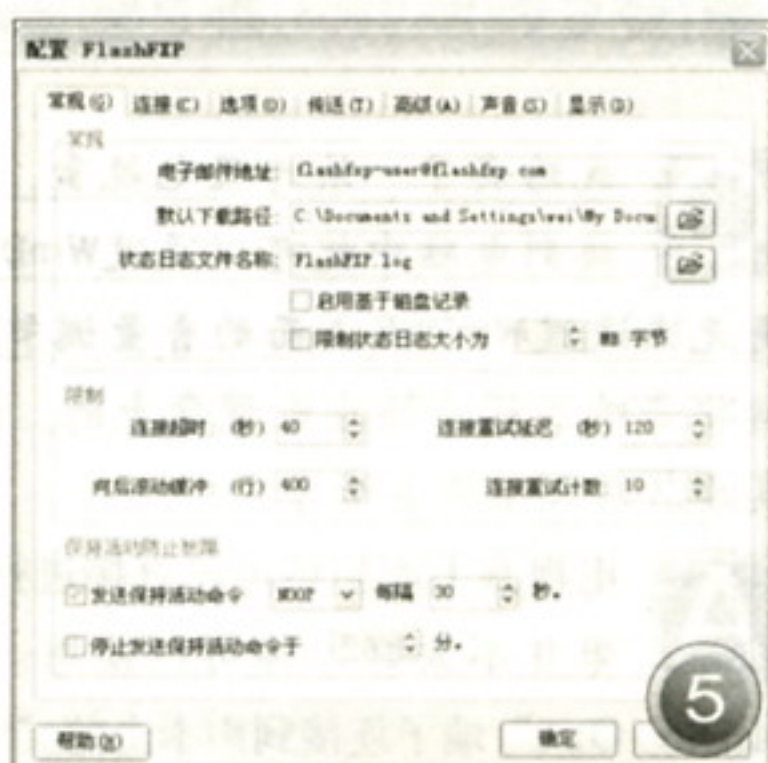 配置 FlashFXP
常规(G) 连接(C) 选项(O) 传送(T) 高级(A) 声音(S) 显示(D)
常规
电子邮件地址: flashfxp-user@flashfxp.com
默认下载路径: C:\Documents and Settings\wei\My Docu
状态日志文件名称: FlashFXP.log
启用基于磁盘记录
限制状态日志大小为 MB 字节
限制
连接超时 (秒) 40 连接重试延迟 (秒) 120
向后滚动缓冲 (行) 400 连接重试计数: 10
保持活动防止故障
发送保持活动命令 NOOP 每隔 30 秒。
停止发送保持活动命令于 分。
5
帮助(H) 确定